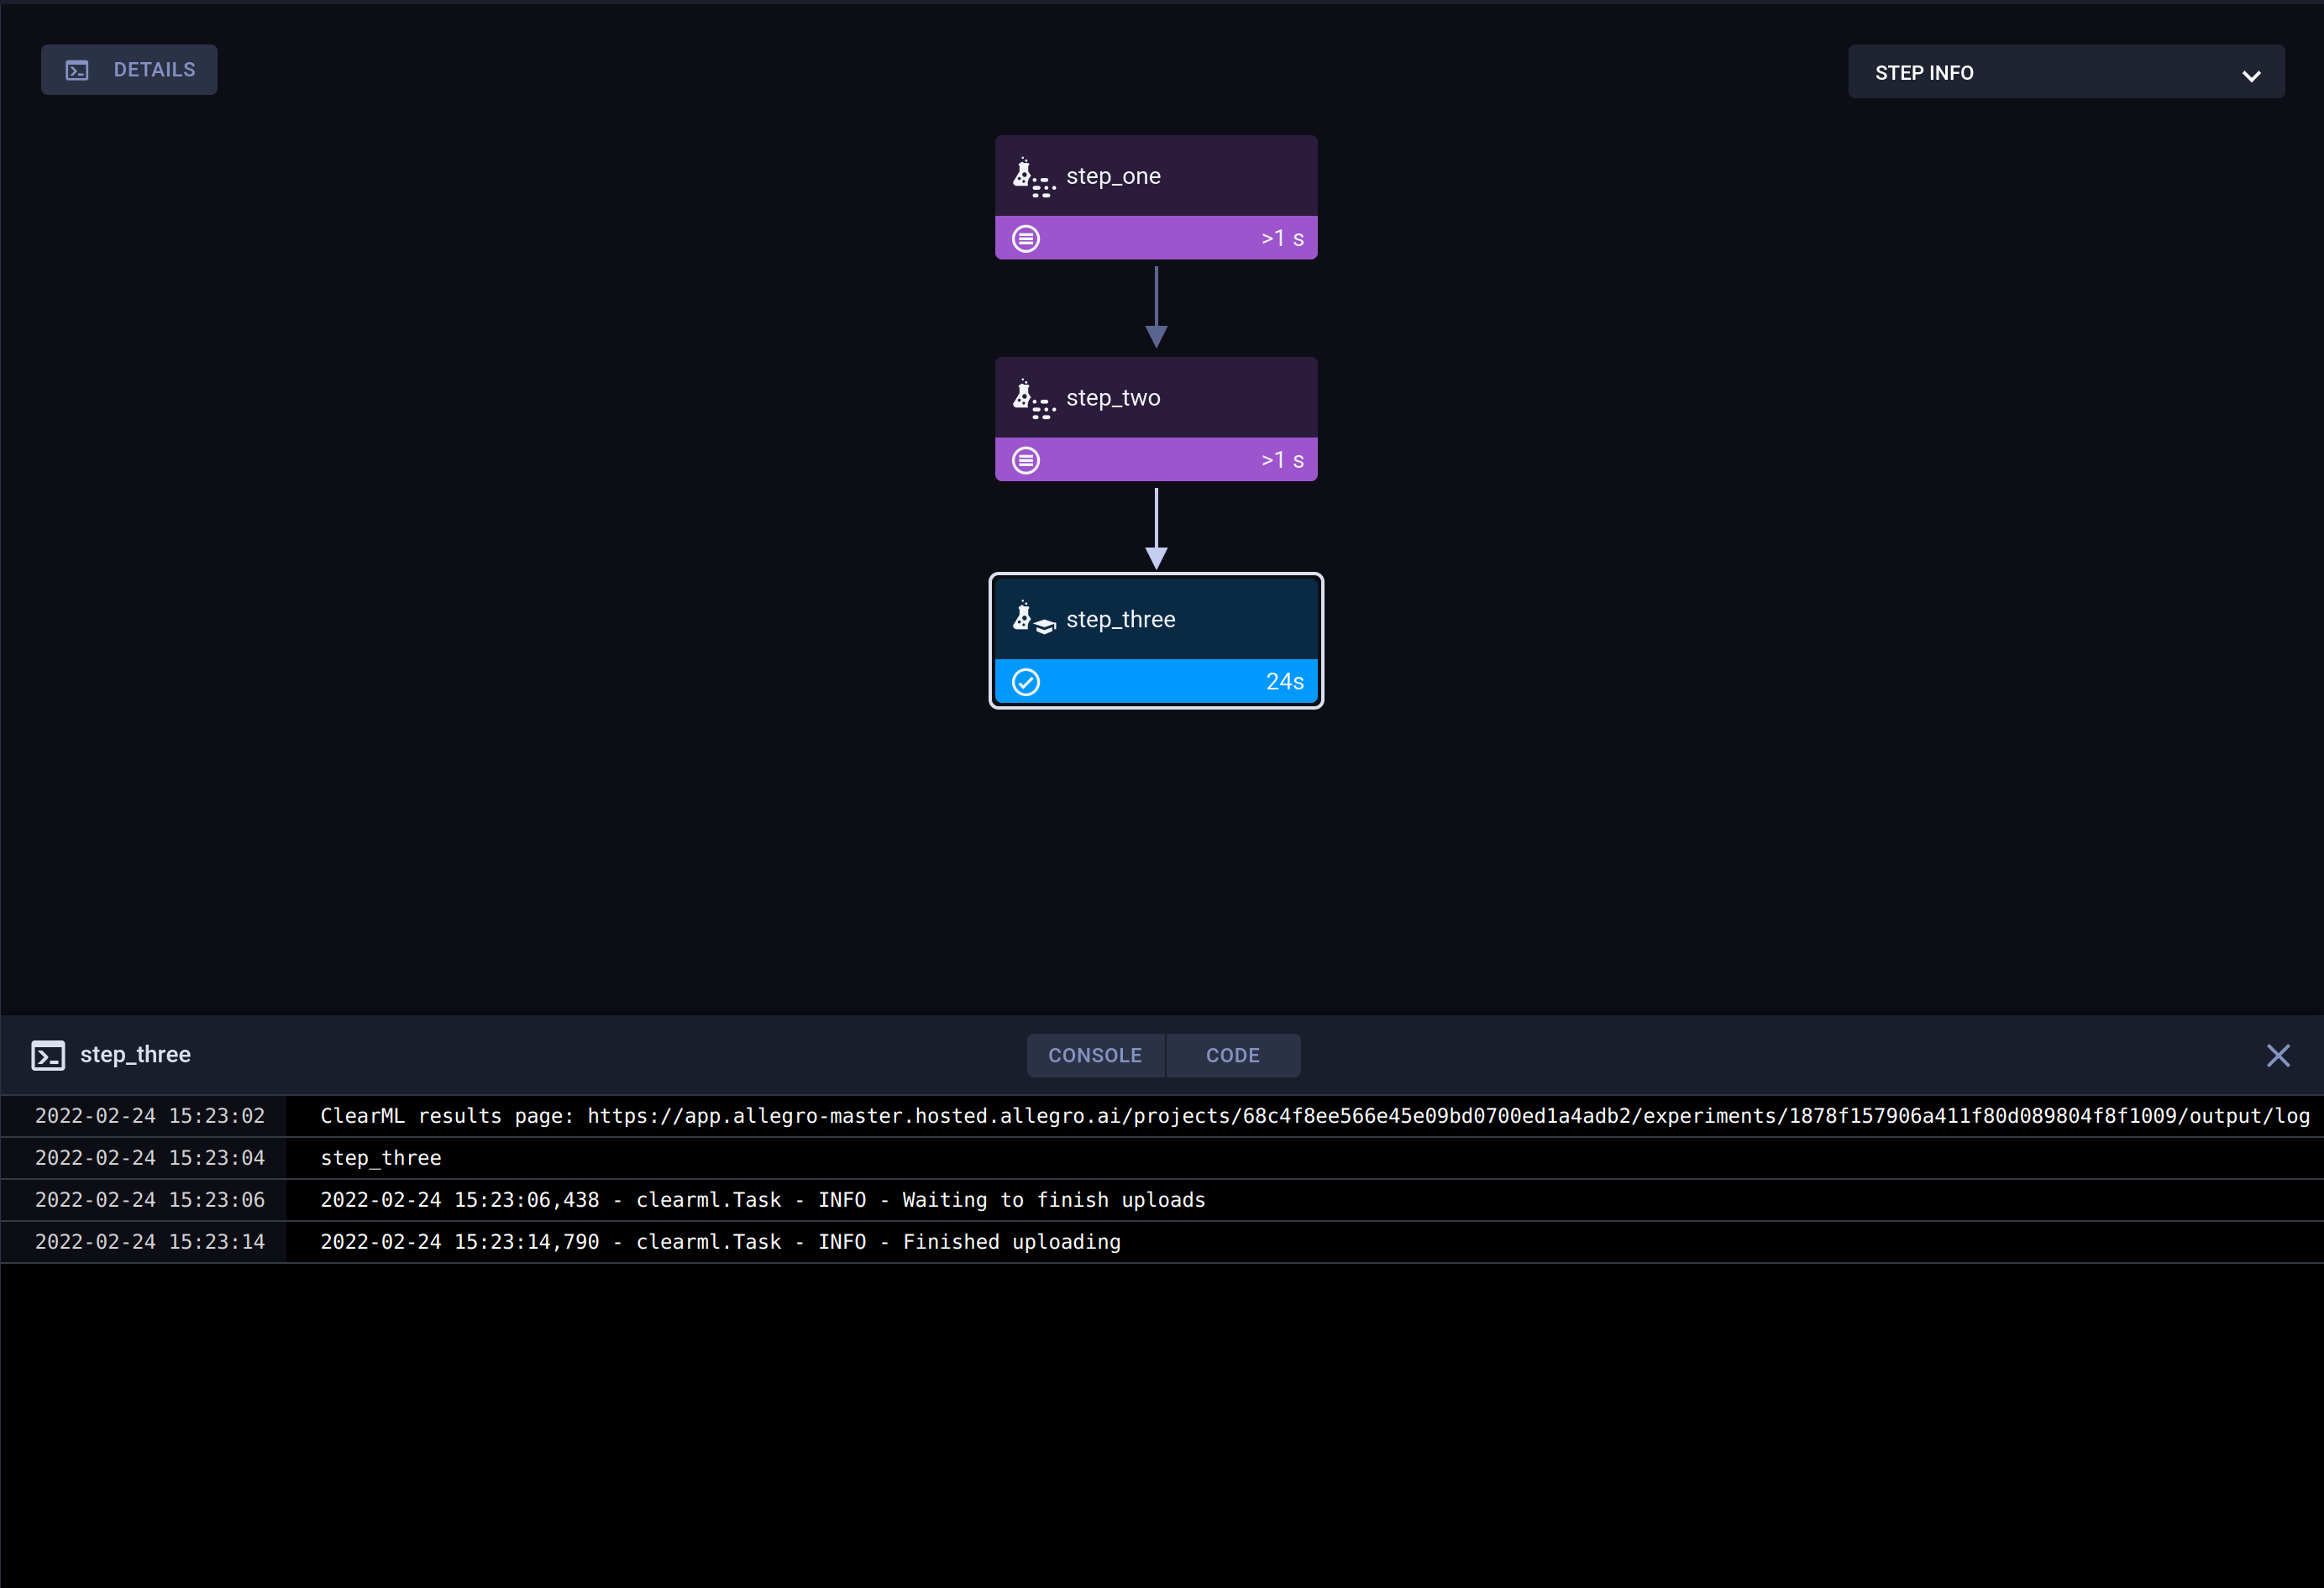 DETAILS
STEP INFO
step_one
>1 s
step_two
>1 s
step_three
24s
step_three
CONSOLE CODE
2022-02-24 15:23:02 ClearML results page: https://app.allegro-master.hosted.allegro.ai/projects/68c4f8ee566e45e09bd0700ed1a4adb2/experiments/1878f157906a411f80d089804f8f1009/output/log
2022-02-24 15:23:04 step_three
2022-02-24 15:23:06 2022-02-24 15:23:06,438 - clearml.Task - INFO - Waiting to finish uploads
2022-02-24 15:23:14 2022-02-24 15:23:14,790 - clearml.Task - INFO - Finished uploading